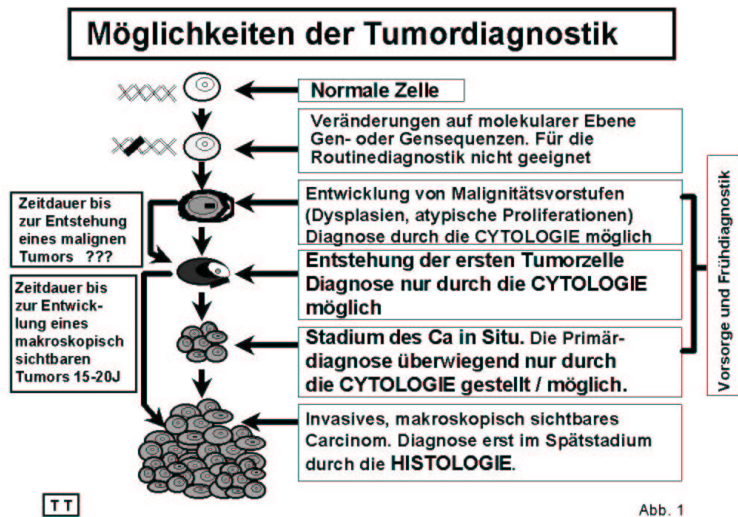 Möglichkeiten der Tumordiagnostik
Normale Zelle
Veränderungen auf molekularer Ebene
Gen- oder Gensequenzen. Für die
Routinediagnostik nicht geeignet
Entwicklung von Malignitätsvorstufen
(Dysplasien, atypische Proliferationen)
Diagnose durch die CYTOLOGIE möglich
Entstehung der ersten Tumorzelle
Diagnose nur durch die CYTOLOGIE
möglich
Stadium des Ca in Situ. Die Primär-
diagnose überwiegend nur durch
die CYTOLOGIE gestellt / möglich.
Invasives, makroskopisch sichtbares
Carcinom. Diagnose erst im Spätstadium
durch die HISTOLOGIE.
Zeitdauer bis
zur Entstehung
eines malignen
Tumors ???
Zeitdauer bis
zur Entwick-
lung eines
makroskopisch
sichtbaren
Tumors 15-20J
Vorsorge und Frühdiagnostik
T T
Abb. 1